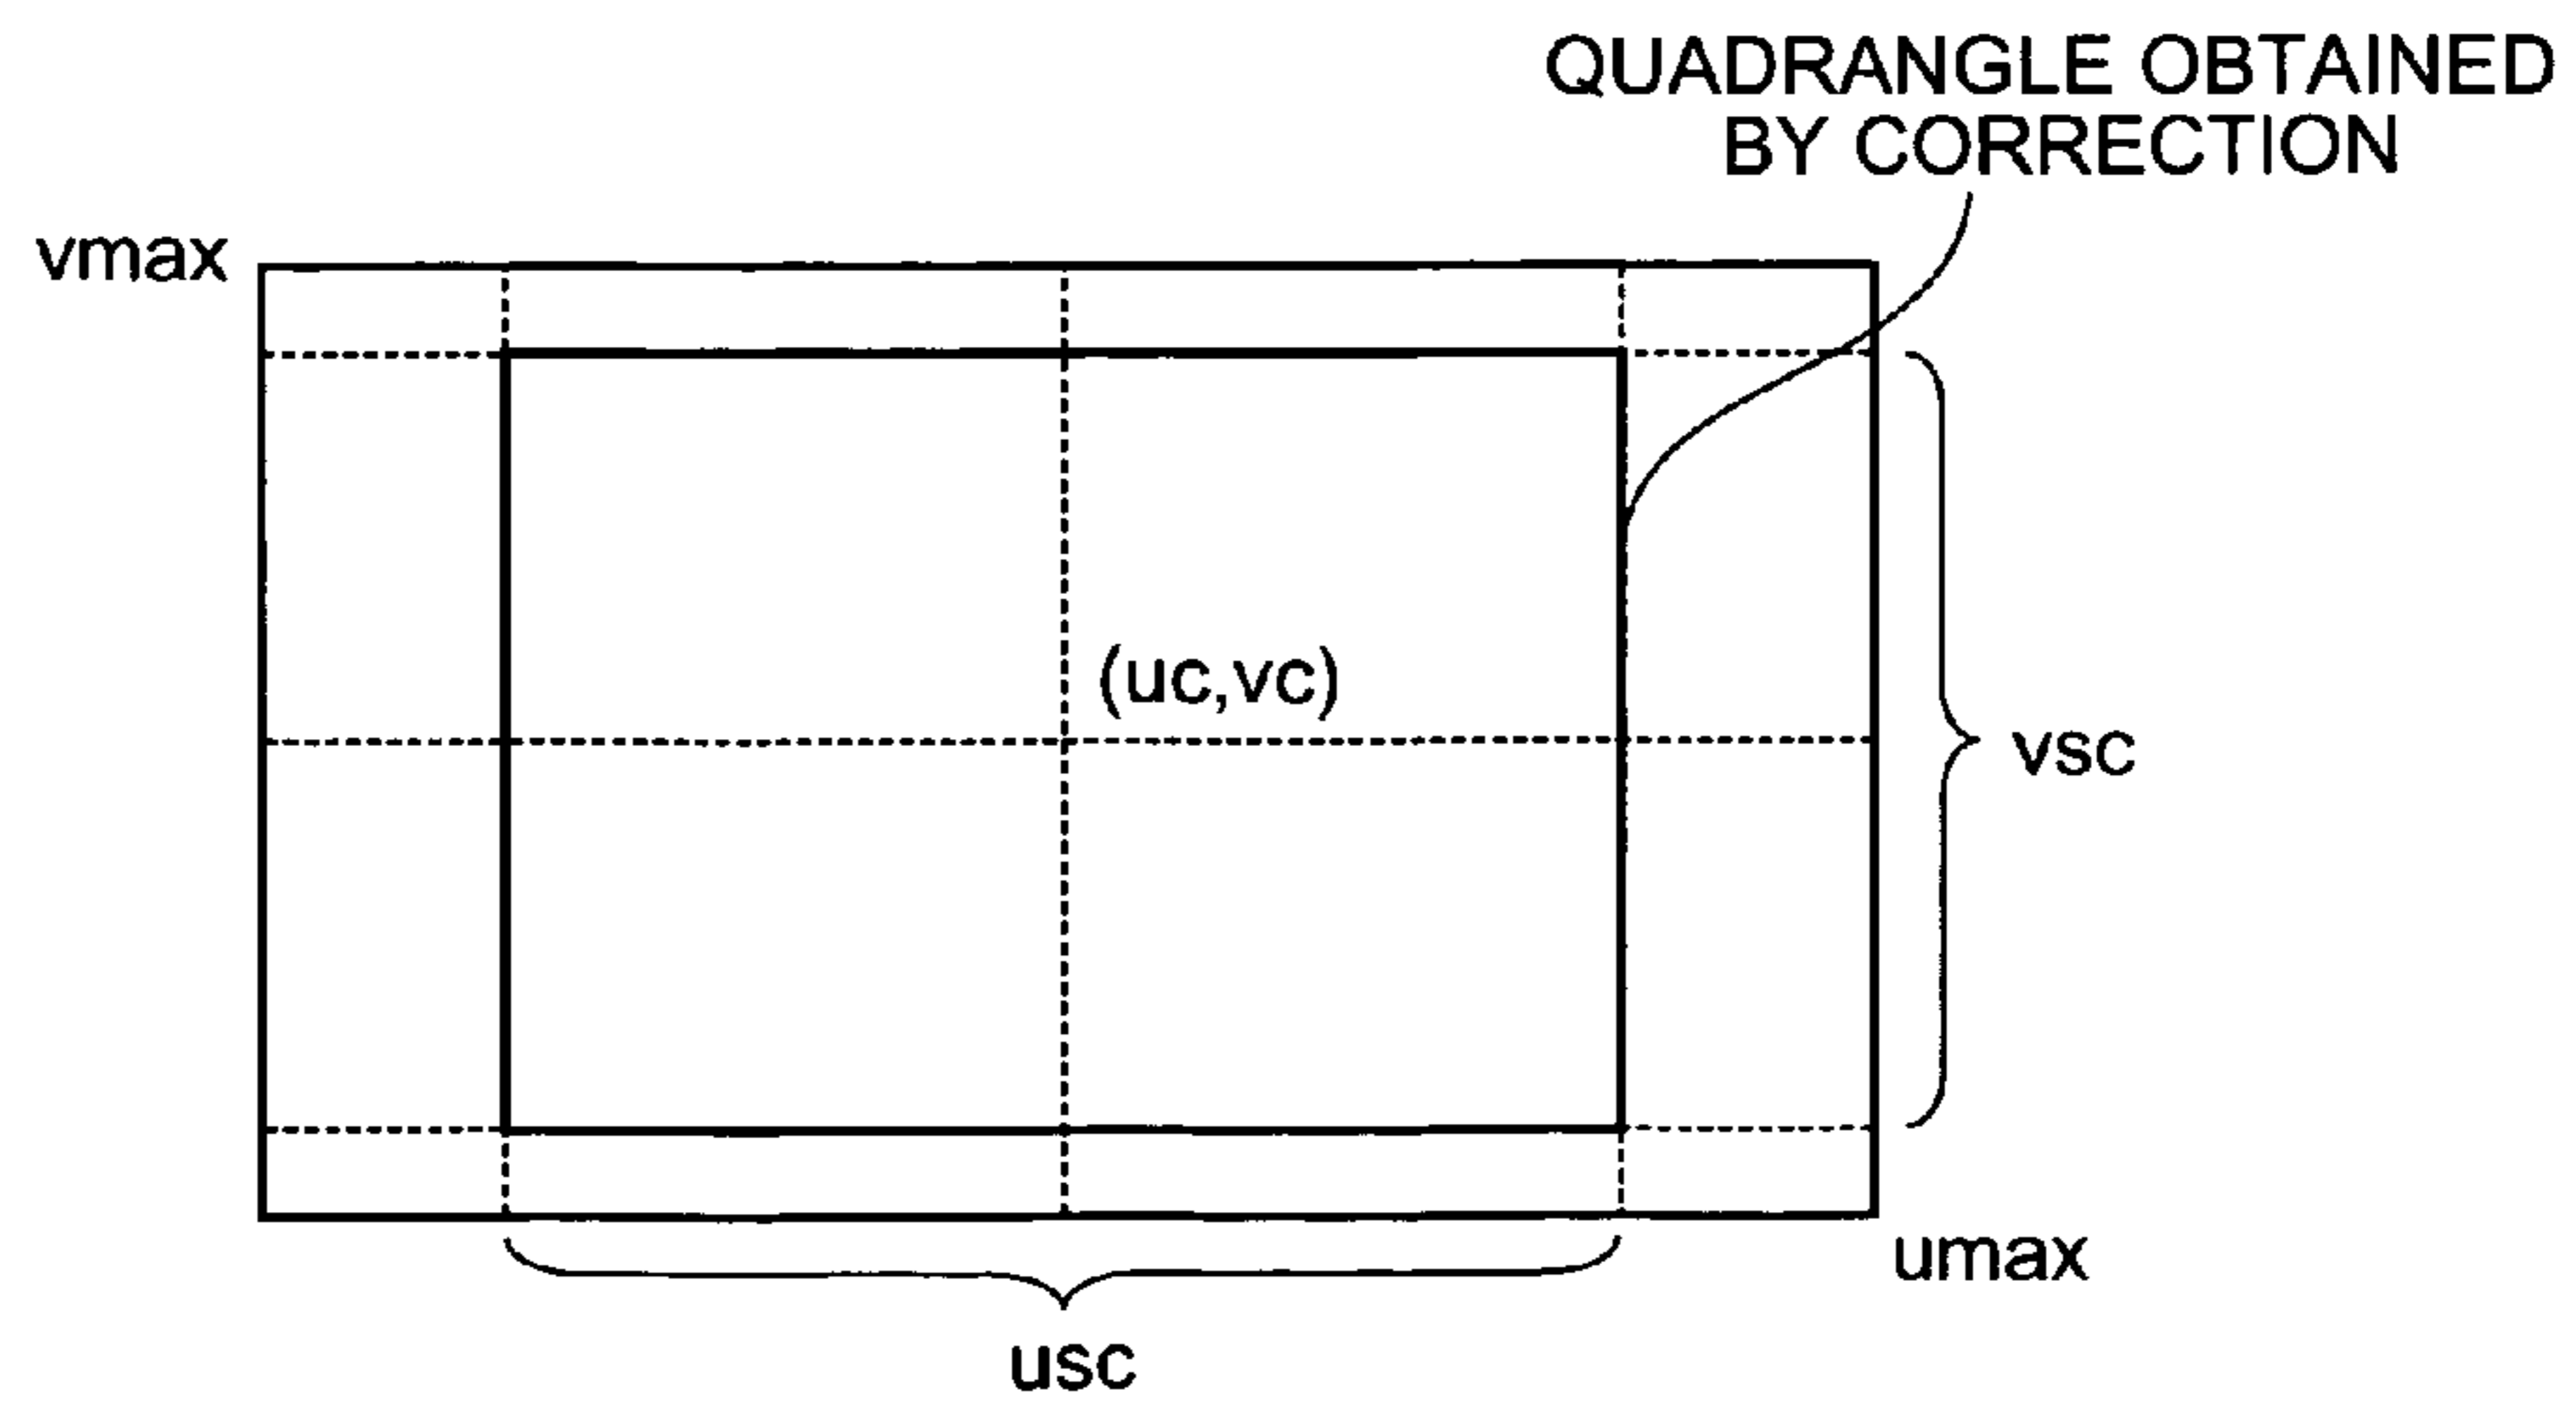 QUADRANGLE OBTAINED
BY CORRECTION
vmax
(uc,vc)
vsc
umax
usc